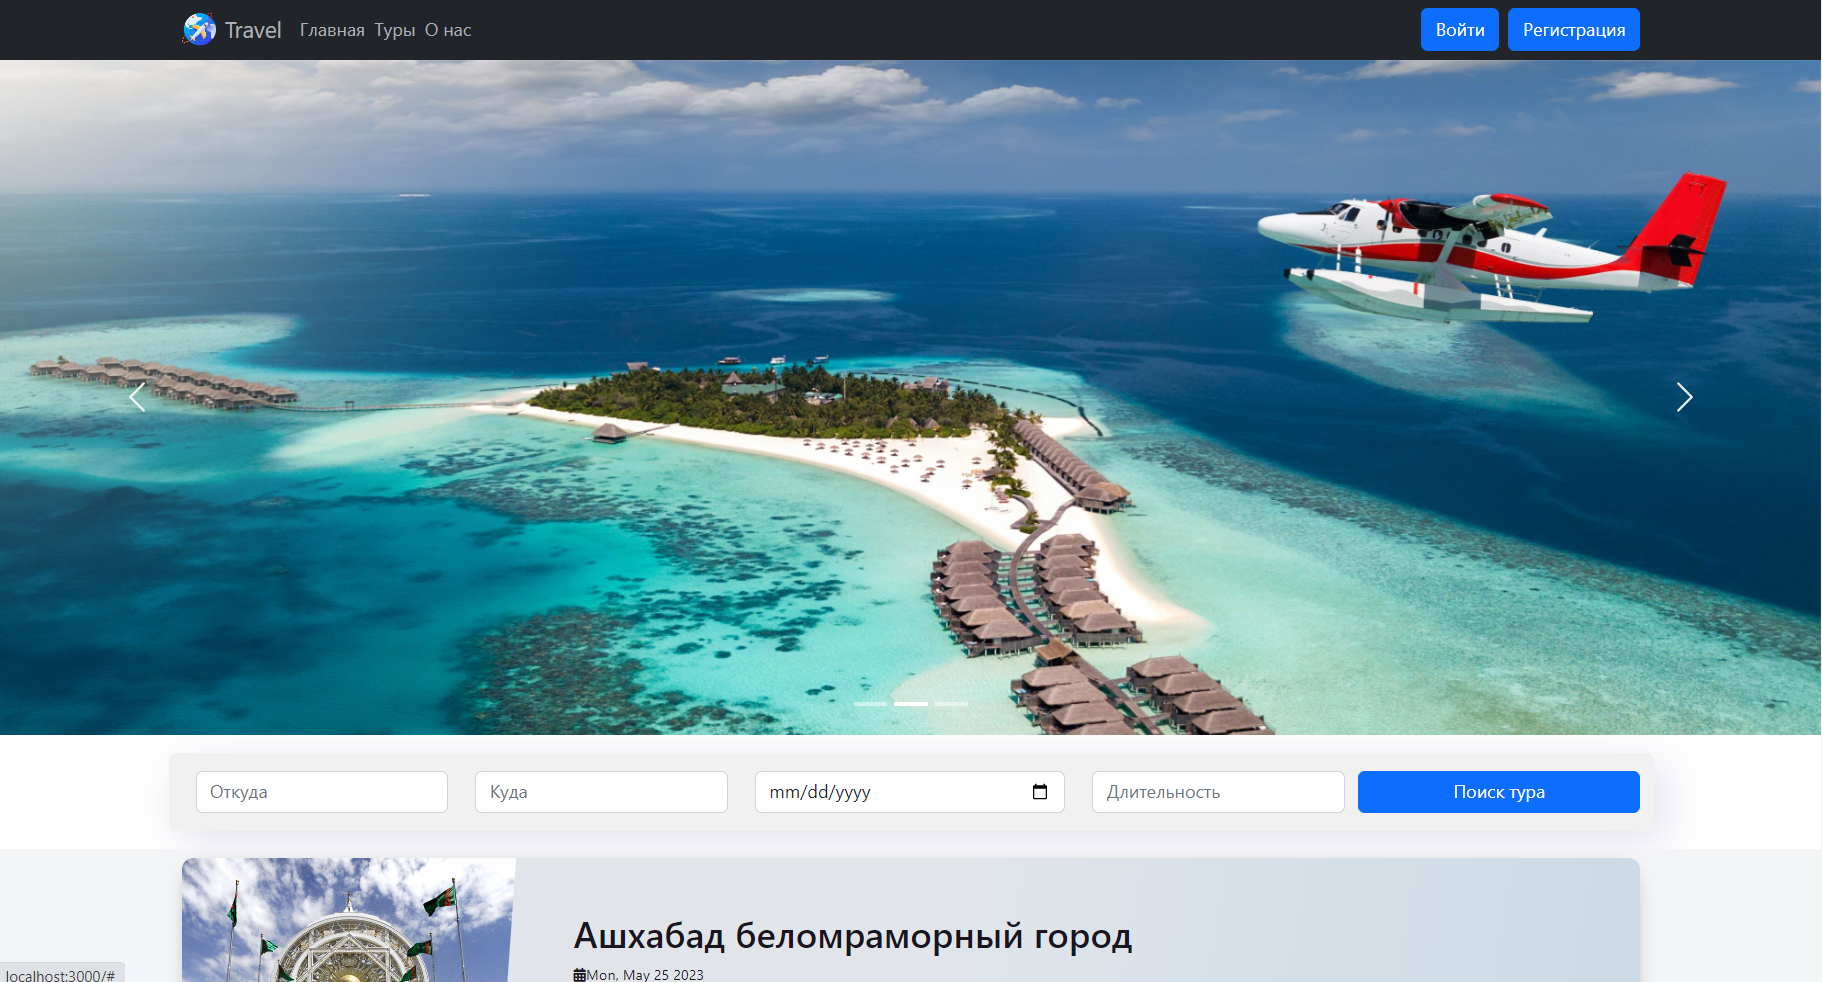 Travel Главная Туры О нас Войти Регистрация
Откуда Куда mm/dd/yyyy Длительность Поиск тура
Ашхабад беломраморный город
Mon, May 25 2023
localhost:3000/#